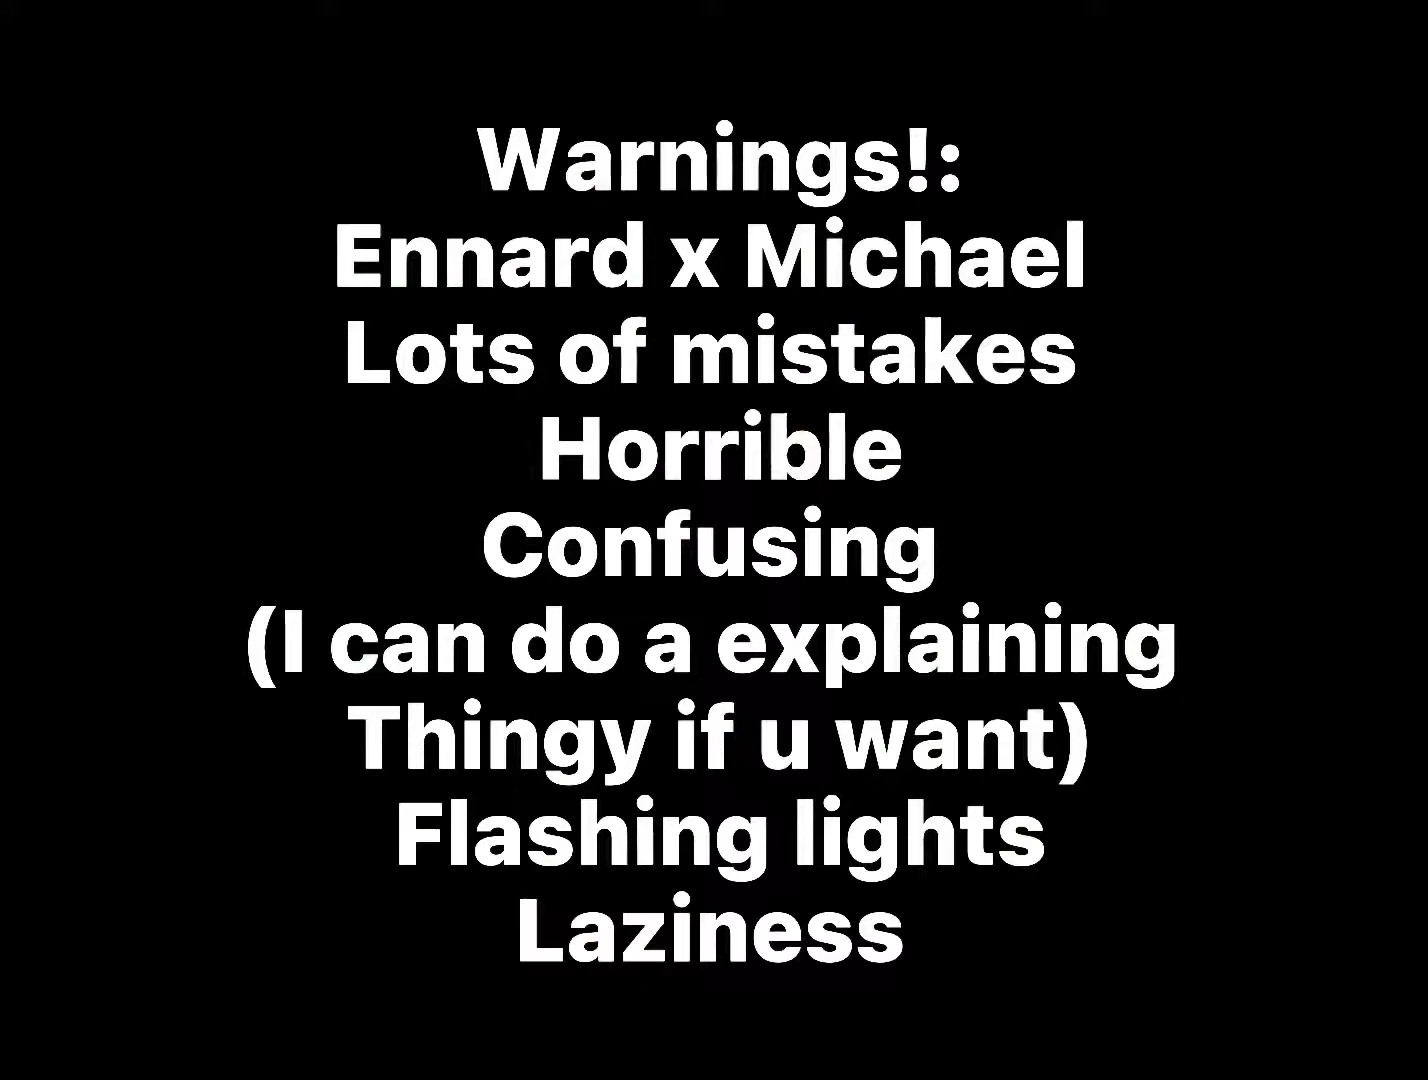 Warnings!:
Ennard x Michael
Lots of mistakes
Horrible
Confusing
(I can do a explaining
Thingy if u want)
Flashing lights
Laziness